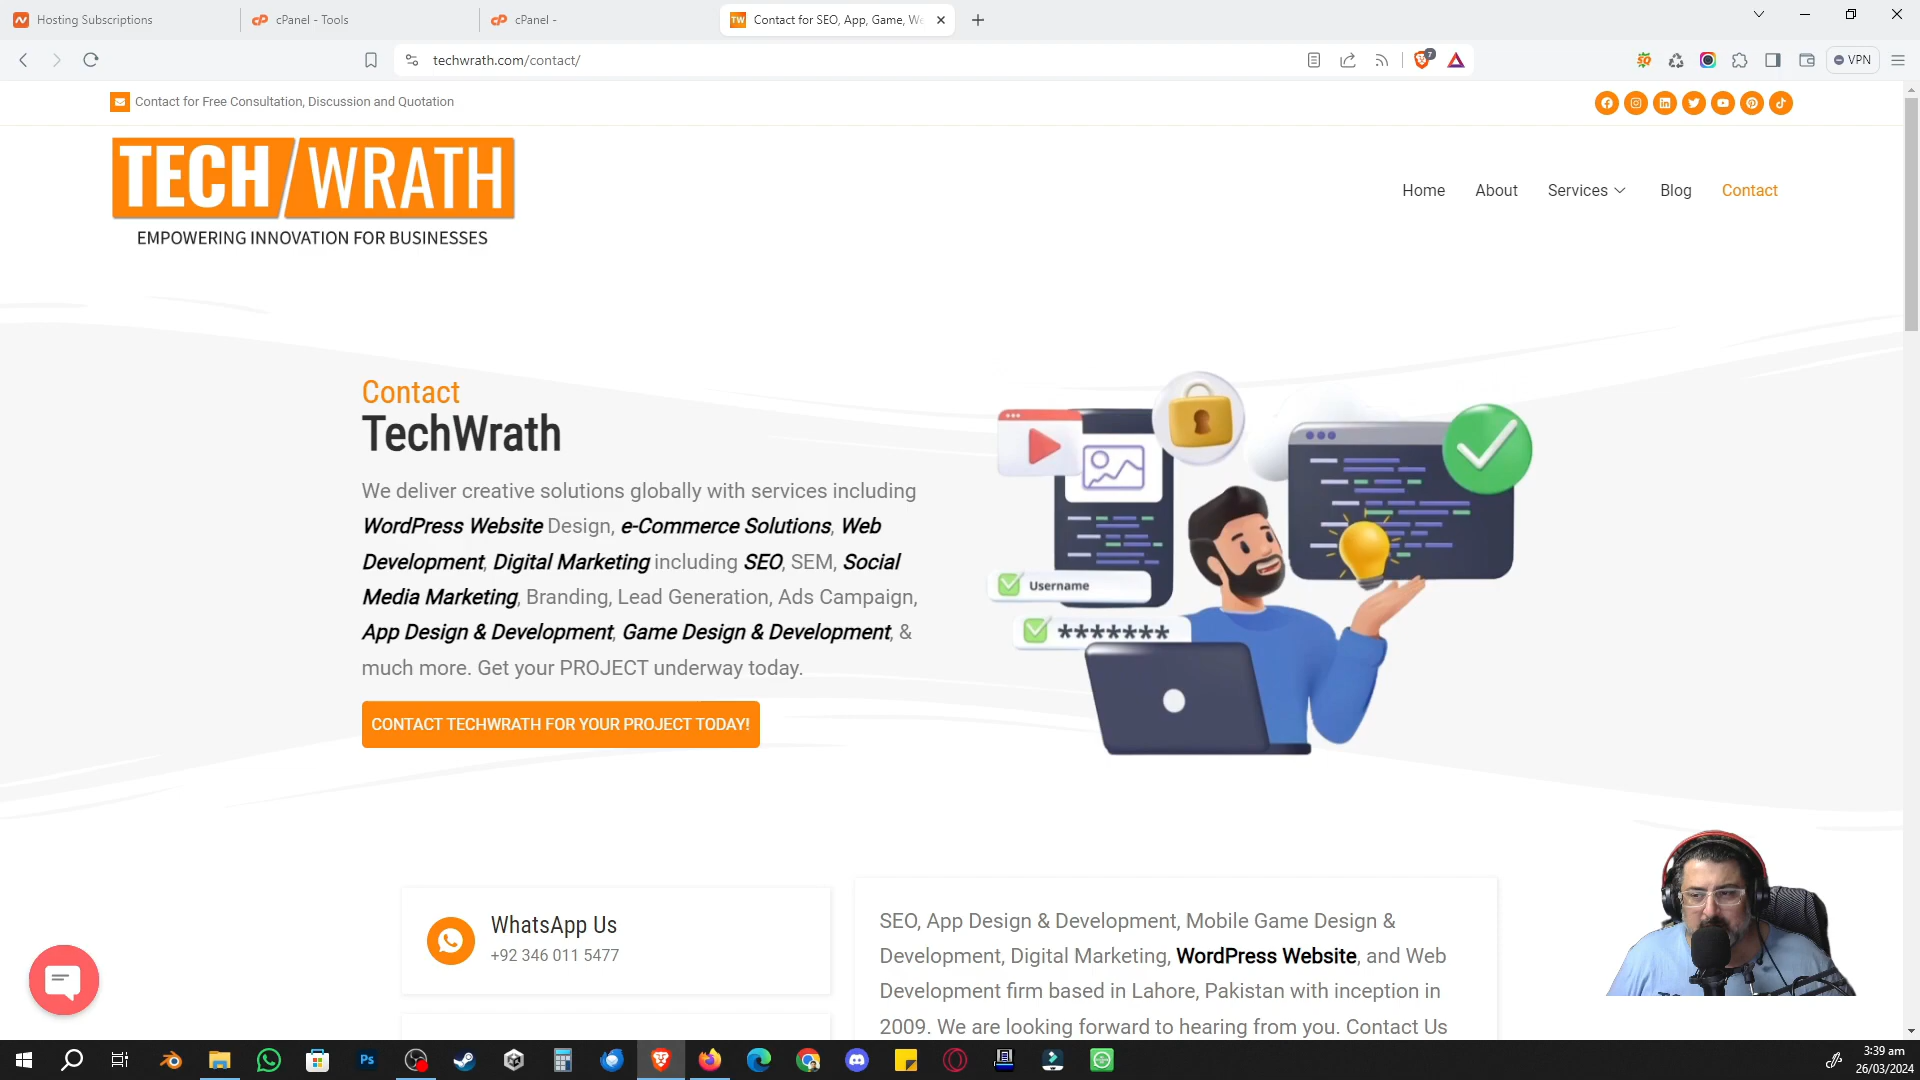 Hosting Subscriptions
cPanel - Tools
cPanel -
TW
Contact for SEO, App, Game, We
techwrath.com/contact/
7
SQ
VPN
Contact for Free Consultation, Discussion and Quotation
TECH/WRATH
EMPOWERING INNOVATION FOR BUSINESSES
Home
About
Services
Blog
Contact
Contact
TechWrath
We deliver creative solutions globally with services including
WordPress Website Design, e-Commerce Solutions, Web
Development, Digital Marketing including SEO, SEM, Social
Media Marketing, Branding, Lead Generation, Ads Campaign,
App Design & Development, Game Design & Development, &
much more. Get your PROJECT underway today.
CONTACT TECHWRATH FOR YOUR PROJECT TODAY!
Username
*******
WhatsApp Us
+92 346 011 5477
SEO, App Design & Development, Mobile Game Design &
Development, Digital Marketing, WordPress Website, and Web
Development firm based in Lahore, Pakistan with inception in
2009. We are looking forward to hearing from you. Contact Us
Ps
3:39 am
26/03/2024